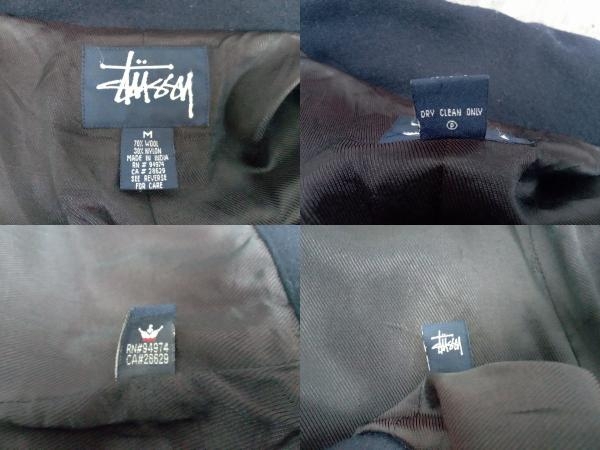 Stüssy
M
70% WOOL
30% NYLON
MADE IN INDIA
RN # 94974
CA # 28629
SEE REVERSE
FOR CARE
DRY CLEAN ONLY
P
RN#94974
CA#28629
Stüssy